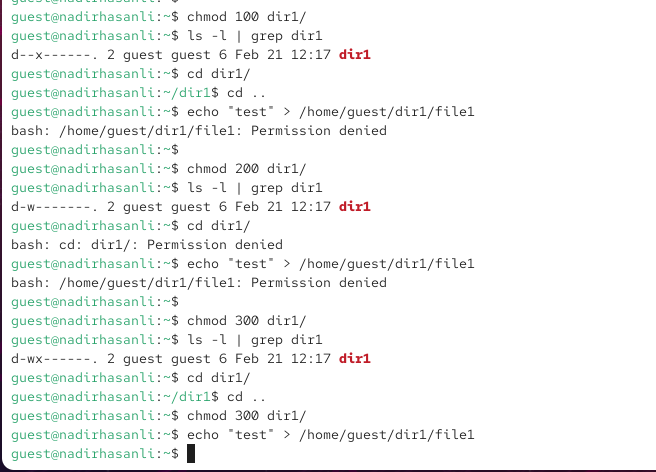 guest@nadirhasanli:~$ chmod 100 dir1/
guest@nadirhasanli:~$ ls -l | grep dir1
d--x------. 2 guest guest 6 Feb 21 12:17 dir1
guest@nadirhasanli:~$ cd dir1/
guest@nadirhasanli:~/dir1$ cd ..
guest@nadirhasanli:~$ echo "test" > /home/guest/dir1/file1
bash: /home/guest/dir1/file1: Permission denied
guest@nadirhasanli:~$
guest@nadirhasanli:~$ chmod 200 dir1/
guest@nadirhasanli:~$ ls -l | grep dir1
d-w-------. 2 guest guest 6 Feb 21 12:17 dir1
guest@nadirhasanli:~$ cd dir1/
bash: cd: dir1/: Permission denied
guest@nadirhasanli:~$ echo "test" > /home/guest/dir1/file1
bash: /home/guest/dir1/file1: Permission denied
guest@nadirhasanli:~$
guest@nadirhasanli:~$ chmod 300 dir1/
guest@nadirhasanli:~$ ls -l | grep dir1
d-wx------. 2 guest guest 6 Feb 21 12:17 dir1
guest@nadirhasanli:~$ cd dir1/
guest@nadirhasanli:~/dir1$ cd ..
guest@nadirhasanli:~$ chmod 300 dir1/
guest@nadirhasanli:~$ echo "test" > /home/guest/dir1/file1
guest@nadirhasanli:~$